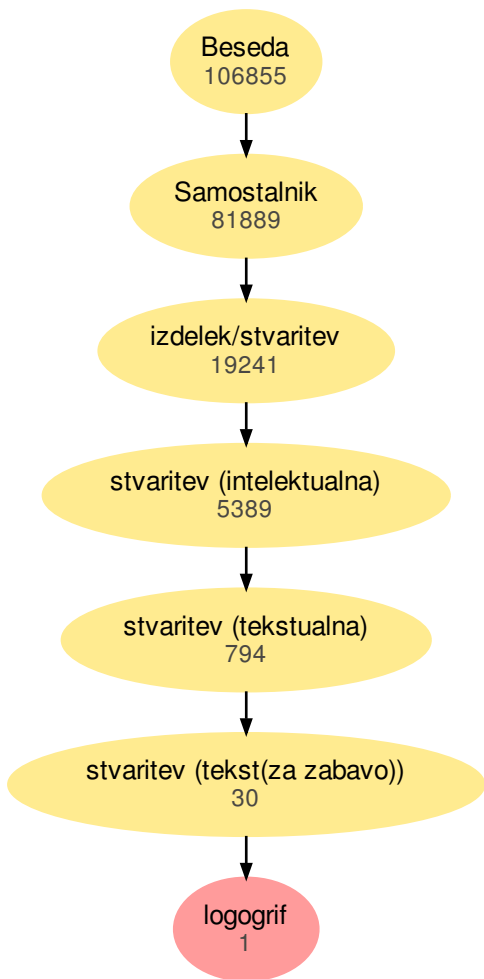 Beseda
106855
Samostalnik
81889
izdelek/stvaritev
19241
stvaritev (intelektualna)
5389
stvaritev (tekstualna)
794
stvaritev (tekst(za zabavo))
30
logogrif
1